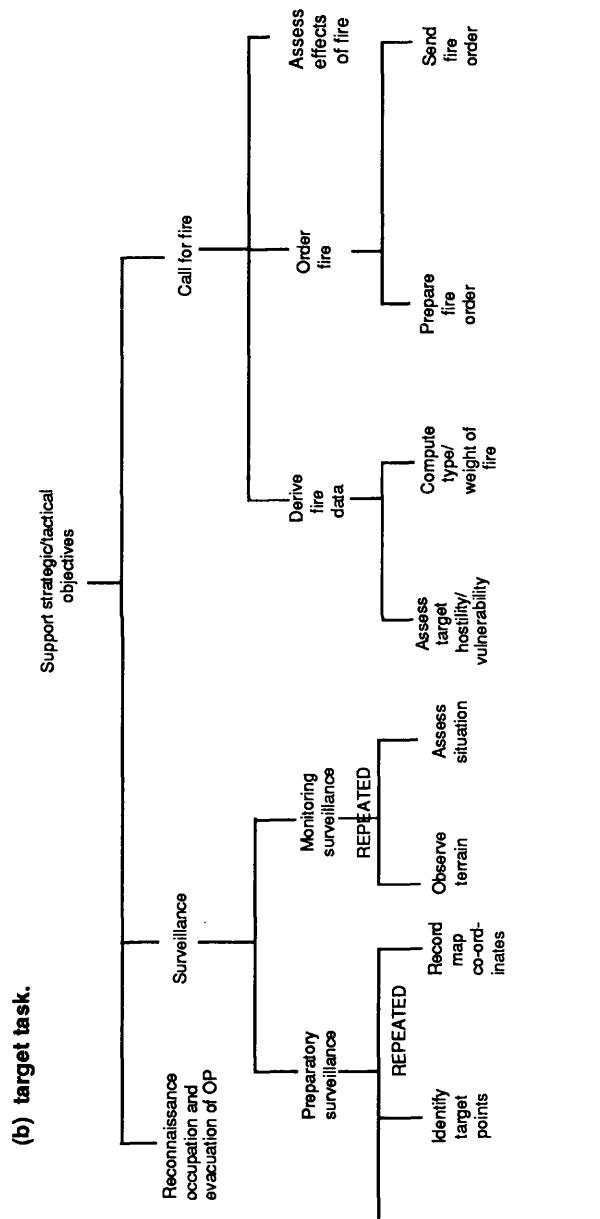 (b) target task.
Support strategic/tactical
objectives
Reconnaissance
occupation and
evacuation of OP
Surveillance
Call for fire
Preparatory
surveillance
REPEATED
Monitoring
surveillance
REPEATED
Derive
fire
data
Order
fire
Assess
effects
of fire
Identify
target
points
Record
map
co-ord-
inates
Observe
terrain
Assess
situation
Assess
target
hostility/
vulnerability
Compute
type/
weight of
fire
Prepare
fire
order
Send
fire
order